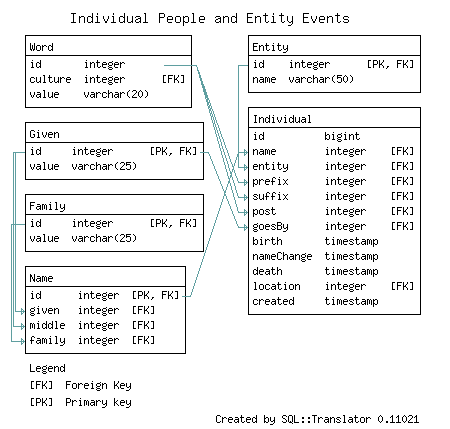 Individual People and Entity Events
Word
id integer
culture integer [FK]
value varchar(20)
Given
id integer [PK, FK]
value varchar(25)
Family
id integer [PK, FK]
value varchar(25)
Name
id integer [PK, FK]
given integer [FK]
middle integer [FK]
family integer [FK]
Entity
id integer [PK, FK]
name varchar(50)
Individual
id bigint
name integer [FK]
entity integer [FK]
prefix integer [FK]
suffix integer [FK]
post integer [FK]
goesBy integer [FK]
birth timestamp
nameChange timestamp
death timestamp
location integer [FK]
created timestamp
Legend
[FK] Foreign Key
[PK] Primary key
Created by SQL::Translator 0.11021